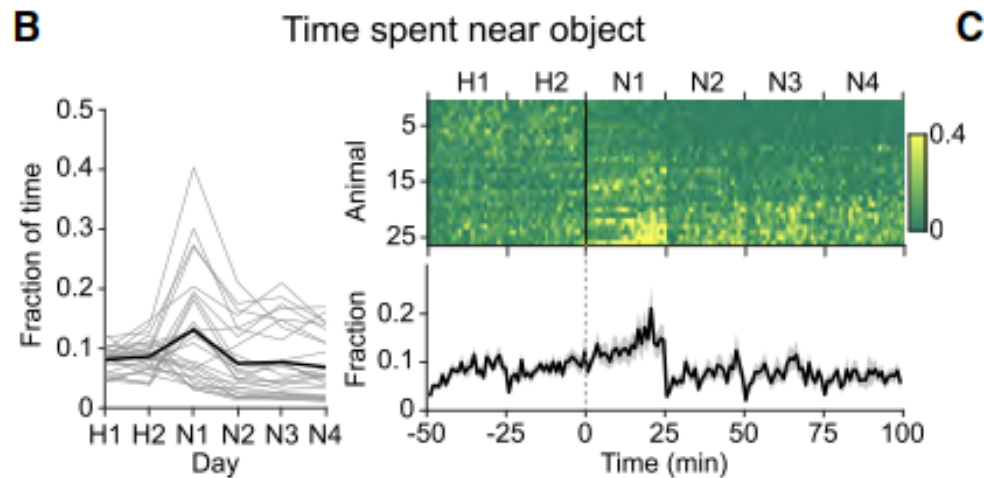 B
Time spent near object
C
0.5
0.4
0.3
0.2
0.1
0
Fraction of time
H1 H2 N1 N2 N3 N4
Day
H1 H2 N1 N2 N3 N4
5
15
25
Animal
0.4
0
0.2
0.1
0
Fraction
-50 -25 0 25 50 75 100
Time (min)